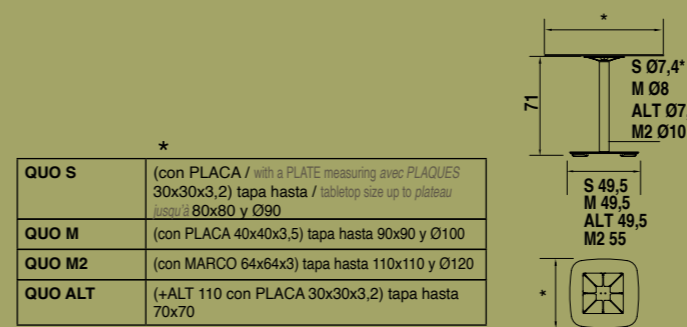 *
71
S Ø7,4*
M Ø8
ALT Ø7,
M2 Ø10
S 49,5
M 49,5
ALT 49,5
M2 55
*
*
QUO S
(con PLACA / with a PLATE measuring avec PLAQUES
30x30x3,2) tapa hasta / tabletop size up to plateau
jusqu'à 80x80 y Ø90
QUO M
(con PLACA 40x40x3,5) tapa hasta 90x90 y Ø100
QUO M2
(con MARCO 64x64x3) tapa hasta 110x110 y Ø120
QUO ALT
(+ALT 110 con PLACA 30x30x3,2) tapa hasta
70x70